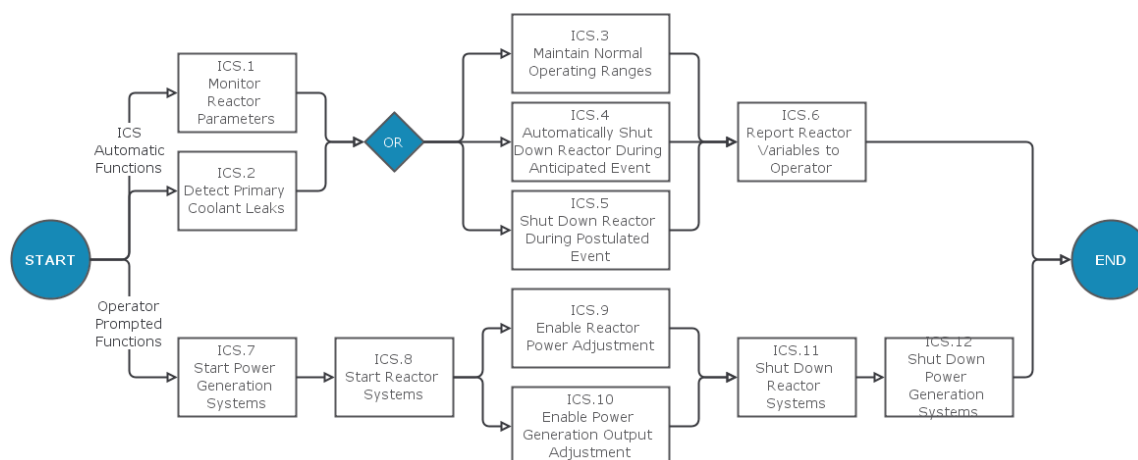 ICS.1
Monitor
Reactor
Parameters
ICS
Automatic
Functions
ICS.2
Detect Primary
Coolant Leaks
OR
ICS.3
Maintain Normal
Operating Ranges
ICS.4
Automatically Shut
Down Reactor During
Anticipated Event
ICS.5
Shut Down Reactor
During Postulated
Event
ICS.6
Report Reactor
Variables to
Operator
START
END
Operator
Prompted
Functions
ICS.7
Start Power
Generation
Systems
ICS.8
Start Reactor
Systems
ICS.9
Enable Reactor
Power Adjustment
ICS.10
Enable Power
Generation Output
Adjustment
ICS.11
Shut Down
Reactor
Systems
ICS.12
Shut Down
Power
Generation
Systems